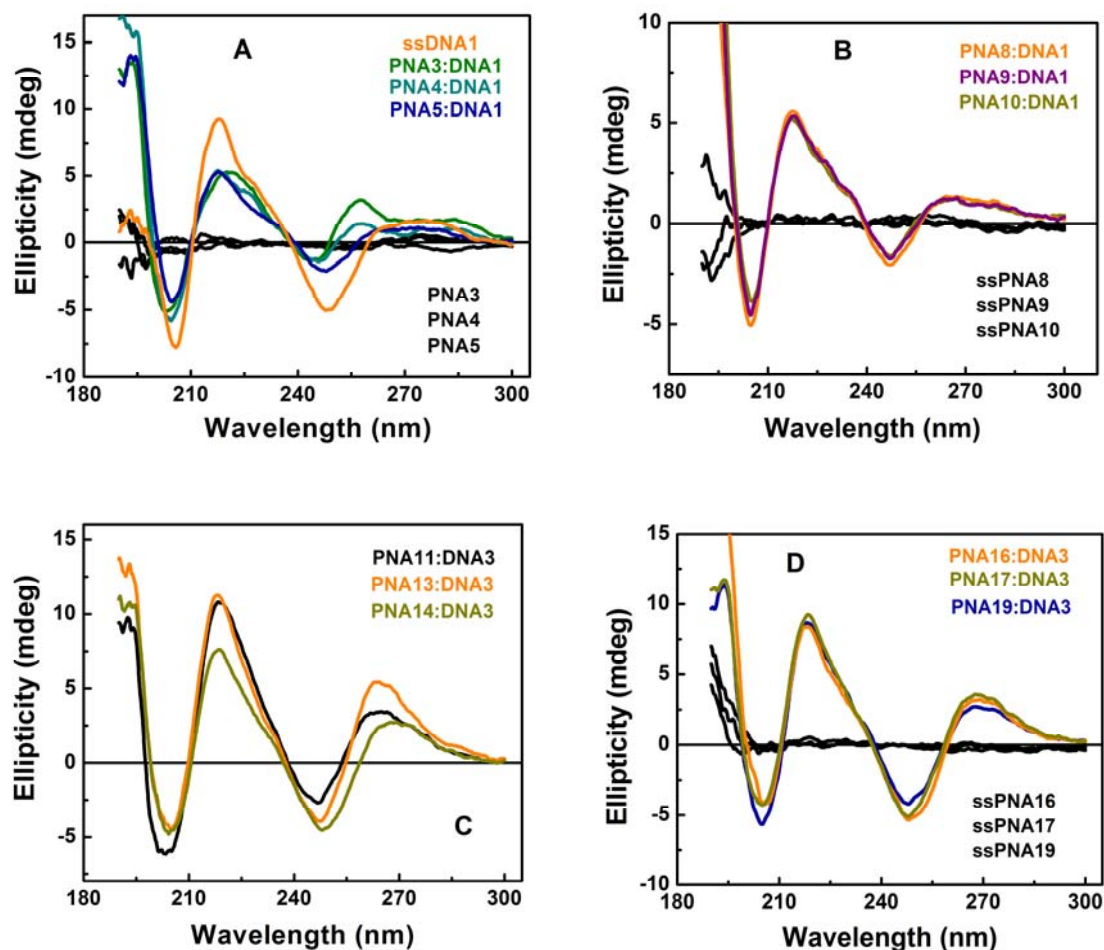 A
ssDNA1
PNA3:DNA1
PNA4:DNA1
PNA5:DNA1
PNA3
PNA4
PNA5
15
10
5
0
-5
-10
180 210 240 270 300
Ellipticity (mdeg)
Wavelength (nm)
B
PNA8:DNA1
PNA9:DNA1
PNA10:DNA1
ssPNA8
ssPNA9
ssPNA10
10
5
0
-5
180 210 240 270 300
Ellipticity (mdeg)
Wavelength (nm)
PNA11:DNA3
PNA13:DNA3
PNA14:DNA3
C
15
10
5
0
-5
180 210 240 270 300
Ellipticity (mdeg)
Wavelength (nm)
D
PNA16:DNA3
PNA17:DNA3
PNA19:DNA3
ssPNA16
ssPNA17
ssPNA19
15
10
5
0
-5
-10
180 210 240 270 300
Ellipticity (mdeg)
Wavelength (nm)